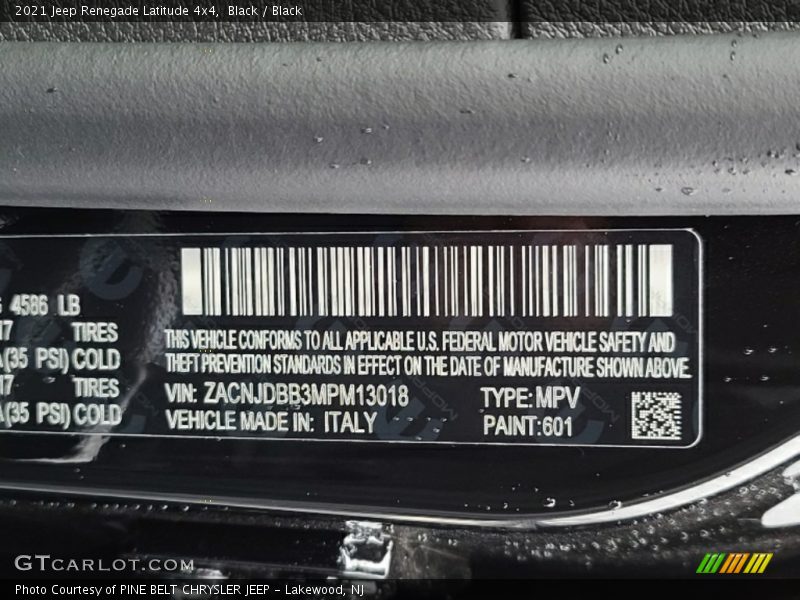 2021 Jeep Renegade Latitude 4x4, Black / Black
4586 LB
TIRES
(35 PSI) COLD
TIRES
(35 PSI) COLD
THIS VEHICLE CONFORMS TO ALL APPLICABLE U.S. FEDERAL MOTOR VEHICLE SAFETY AND
THEFT PREVENTION STANDARDS IN EFFECT ON THE DATE OF MANUFACTURE SHOWN ABOVE.
VIN: ZACNJDBB3MPM13018 TYPE: MPV
VEHICLE MADE IN: ITALY PAINT:601
GTCARLOT.COM
Photo Courtesy of PINE BELT CHRYSLER JEEP - Lakewood, NJ